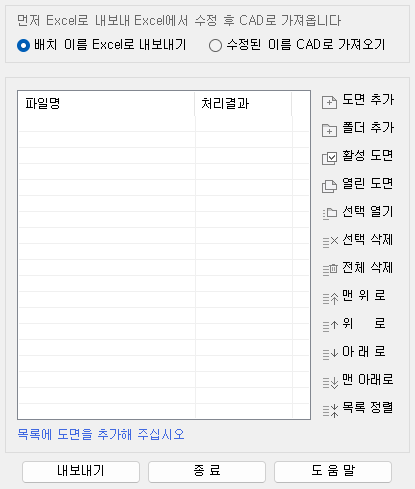 먼저 Excel로 내보내 Excel에서 수정 후 CAD로 가져옵니다
배치 이름 Excel로 내보내기 수정된 이름 CAD로 가져오기
파일명 처리결과
도면 추가
폴더 추가
활성 도면
열린 도면
선택 열기
선택 삭제
전체 삭제
맨 위 로
위 로
아 래 로
맨 아래로
목록 정렬
목록에 도면을 추가해 주십시오
내보내기 종 료 도 움 말